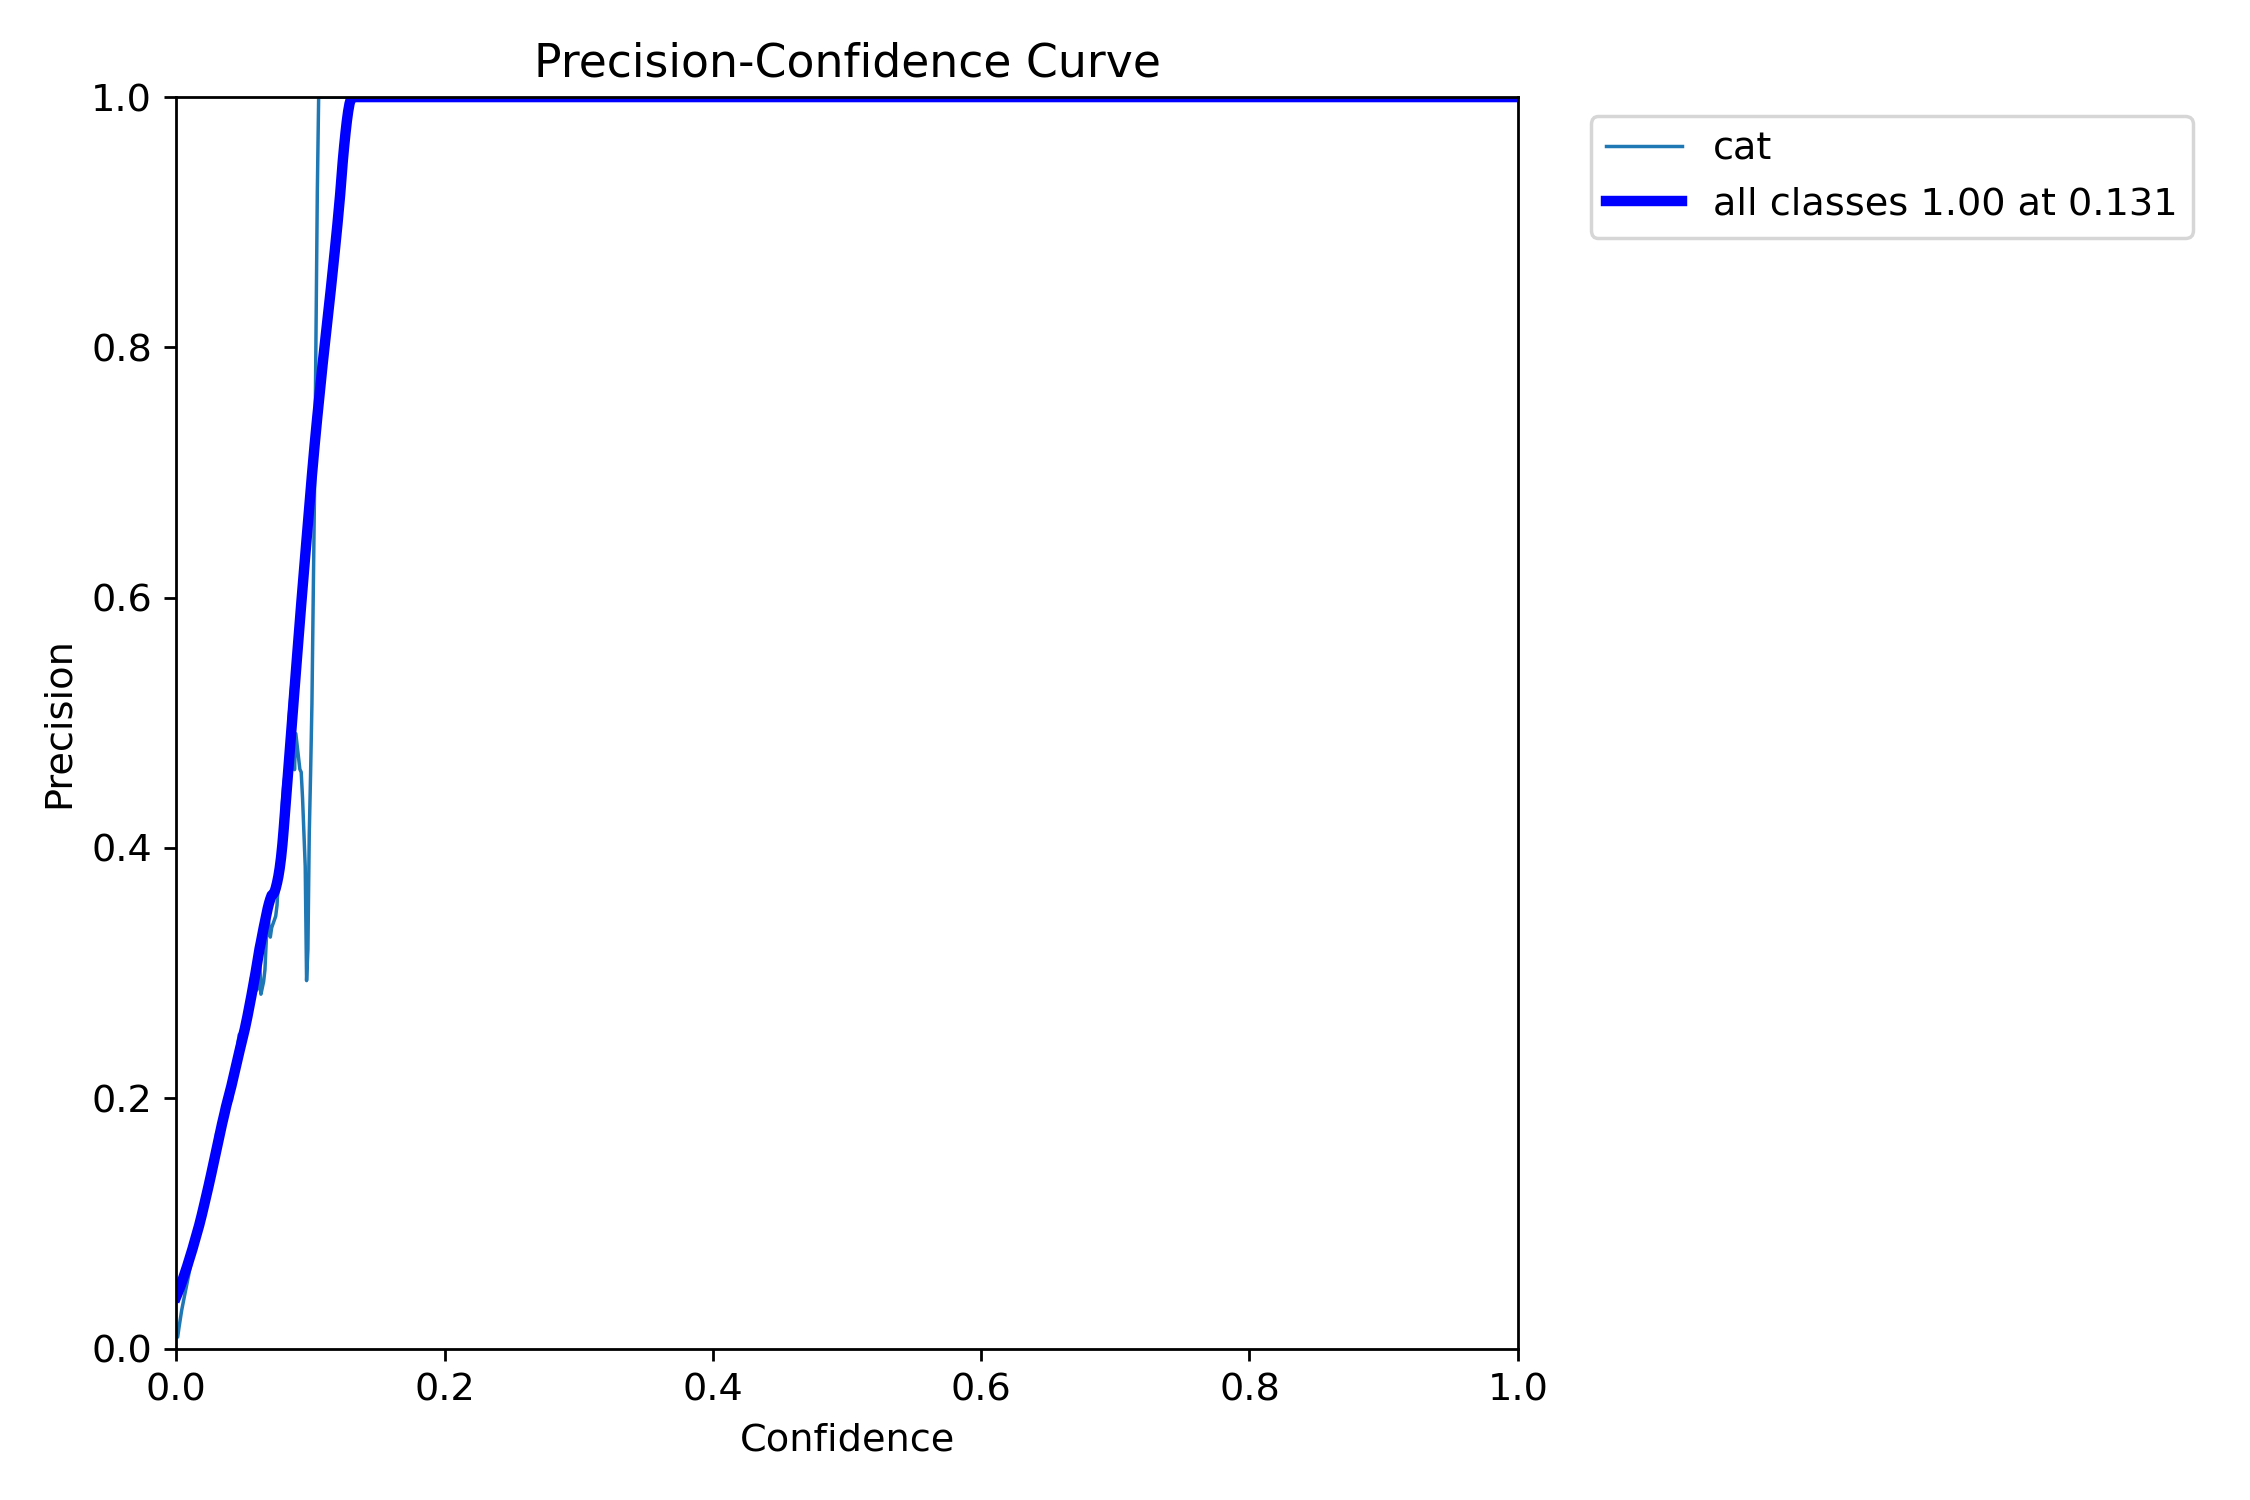 Precision-Confidence Curve
1.0
0.8
0.6
0.4
0.2
0.0
Precision
0.0 0.2 0.4 0.6 0.8 1.0
Confidence
cat
all classes 1.00 at 0.131